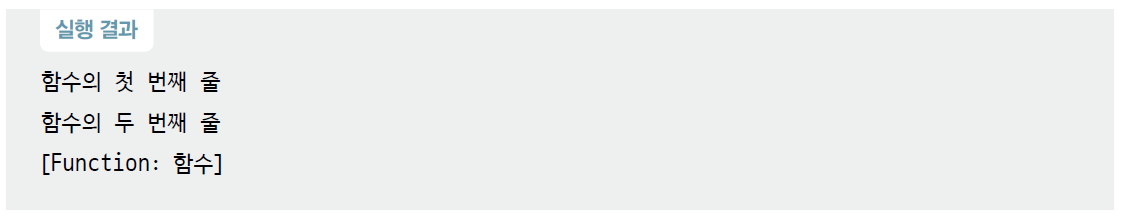 실행 결과
함수의 첫 번째 줄
함수의 두 번째 줄
[Function: 함수]